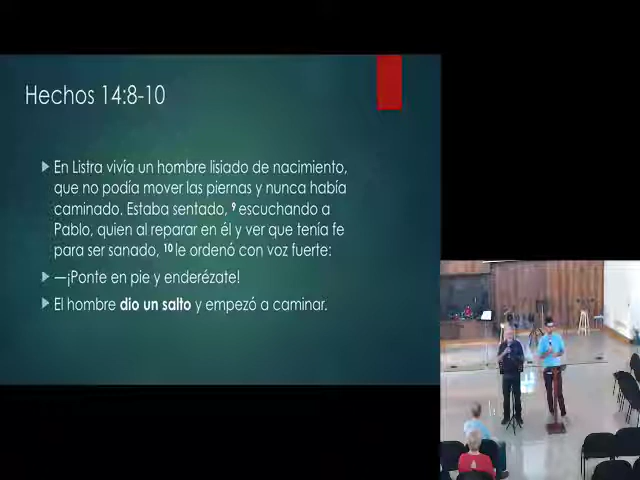 Hechos 14:8-10
En Listra vivía un hombre lisiado de nacimiento,
que no podía mover las piernas y nunca había
caminado. Estaba sentado, ⁹ escuchando a
Pablo, quien al reparar en él y ver que tenía fe
para ser sanado, ¹⁰ le ordenó con voz fuerte:
—¡Ponte en pie y enderézate!
El hombre dio un salto y empezó a caminar.